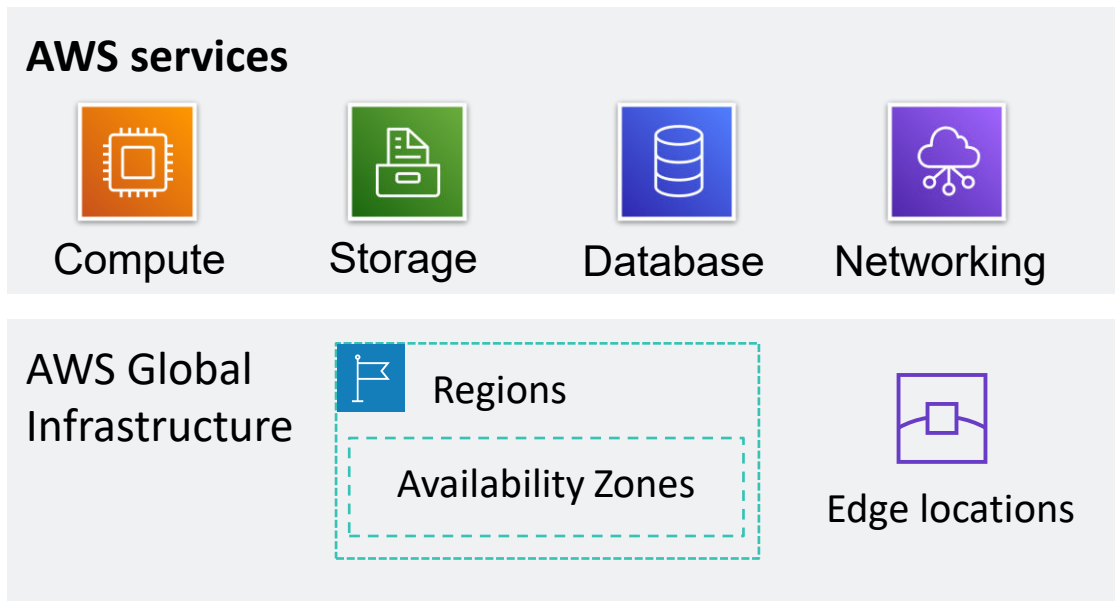 AWS services
Compute
Storage
Database
Networking
AWS Global
Infrastructure
Regions
Availability Zones
Edge locations